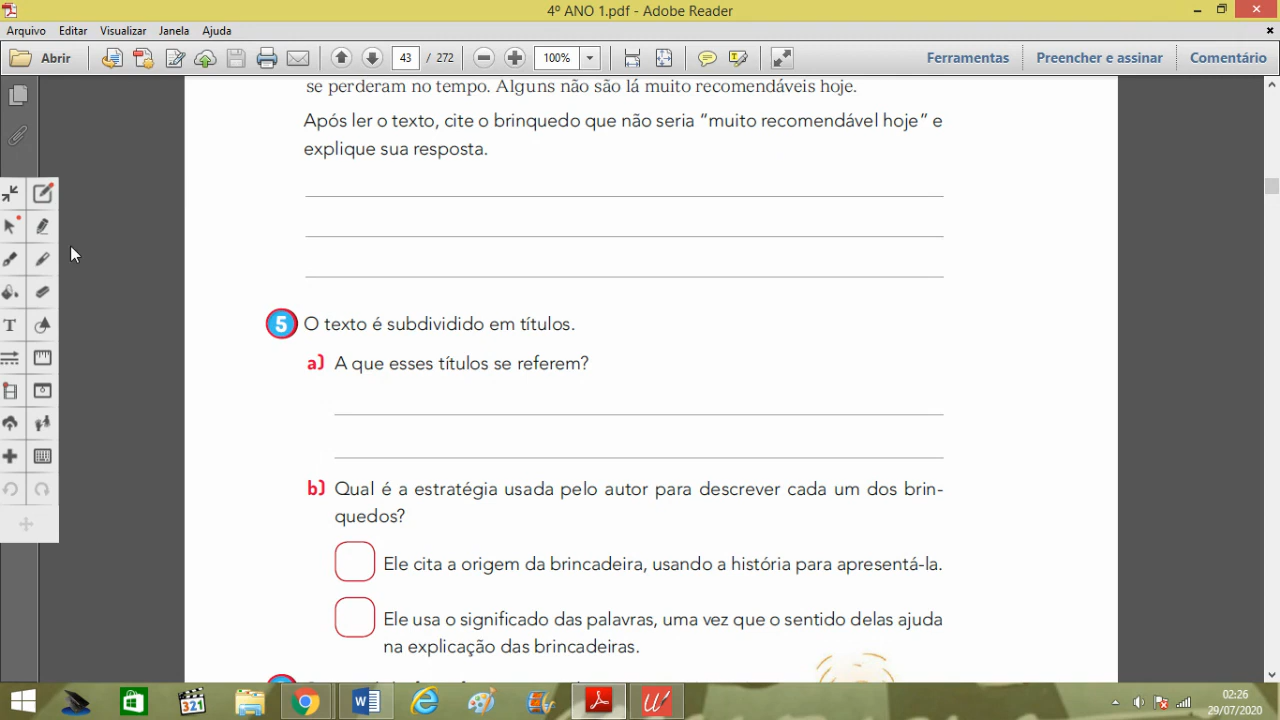 4º ANO 1.pdf - Adobe Reader
Arquivo Editar Visualizar Janela Ajuda
Abrir 43 / 272 100% Ferramentas Preencher e assinar Comentário
se perderam no tempo. Alguns não são lá muito recomendáveis hoje.
Após ler o texto, cite o brinquedo que não seria “muito recomendável hoje” e
explique sua resposta.
5 O texto é subdividido em títulos.
a) A que esses títulos se referem?
b) Qual é a estratégia usada pelo autor para descrever cada um dos brin-
quedos?
Ele cita a origem da brincadeira, usando a história para apresentá-la.
Ele usa o significado das palavras, uma vez que o sentido delas ajuda
na explicação das brincadeiras.
321
02:26
29/07/2020